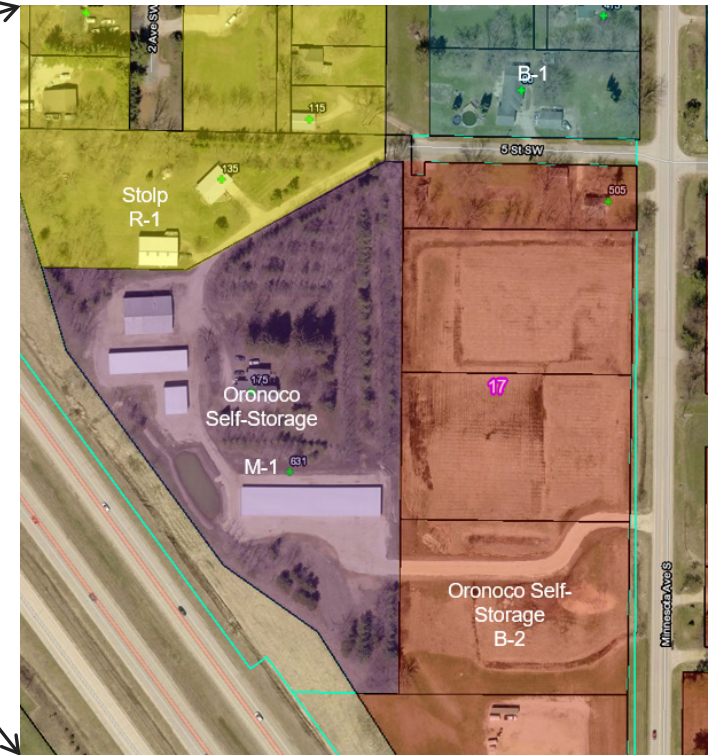 2 Ave SW
415
B-1
115
5 St SW
135
505
Stolp
R-1
17
175
Oronoco
Self-Storage
M-1
631
Oronoco Self-
Storage
B-2
Minnesota Ave S